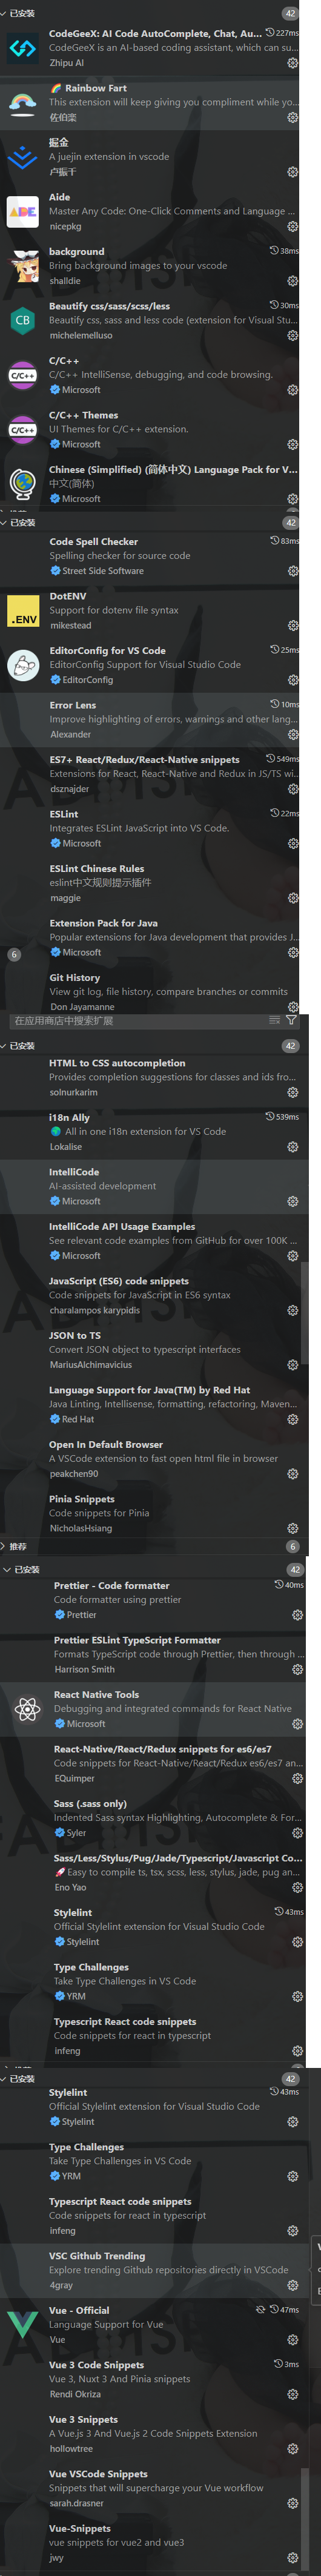 已安装 42
CodeGeeX: AI Code AutoComplete, Chat, Au... 227ms
CodeGeeX is an AI-based coding assistant, which can su...
Zhipu AI
🌈 Rainbow Fart
This extension will keep giving you compliment while yo...
佐伯楽
掘金
A juejin extension in vscode
卢振千
Aide
Master Any Code: One-Click Comments and Language ...
nicepkg
background 38ms
Bring background images to your vscode
shalldie
Beautify css/sass/scss/less 30ms
Beautify css, sass and less code (extension for Visual Stu...
michelemelluso
C/C++
C/C++ IntelliSense, debugging, and code browsing.
Microsoft
C/C++ Themes
UI Themes for C/C++ extension.
Microsoft
Chinese (Simplified) (简体中文) Language Pack for V...
中文(简体)
Microsoft
已安装 42
Code Spell Checker 83ms
Spelling checker for source code
Street Side Software
DotENV
Support for dotenv file syntax
mikestead
EditorConfig for VS Code 25ms
EditorConfig Support for Visual Studio Code
EditorConfig
Error Lens 10ms
Improve highlighting of errors, warnings and other lang...
Alexander
ES7+ React/Redux/React-Native snippets 549ms
Extensions for React, React-Native and Redux in JS/TS wi...
dsznajder
ESLint 22ms
Integrates ESLint JavaScript into VS Code.
Microsoft
ESLint Chinese Rules
eslint中文规则提示插件
maggie
Extension Pack for Java
Popular extensions for Java development that provides J...
Microsoft
6
Git History
View git log, file history, compare branches or commits
Don Jayamanne
在应用商店中搜索扩展
已安装 42
HTML to CSS autocompletion
Provides completion suggestions for classes and ids fro...
solnurkarim
i18n Ally 539ms
🌍 All in one i18n extension for VS Code
Lokalise
IntelliCode
AI-assisted development
Microsoft
IntelliCode API Usage Examples
See relevant code examples from GitHub for over 100K ...
Microsoft
JavaScript (ES6) code snippets
Code snippets for JavaScript in ES6 syntax
charalampos karypidis
JSON to TS
Convert JSON object to typescript interfaces
MariusAlchimavicius
Language Support for Java(TM) by Red Hat
Java Linting, Intellisense, formatting, refactoring, Maven...
Red Hat
Open In Default Browser
A VSCode extension to fast open html file in browser
peakchen90
Pinia Snippets
Code snippets for Pinia
NicholasHsiang
推荐 6
已安装 42
Prettier - Code formatter 40ms
Code formatter using prettier
Prettier
Prettier ESLint TypeScript Formatter
Formats TypeScript code through Prettier, then through ...
Harrison Smith
React Native Tools
Debugging and integrated commands for React Native
Microsoft
React-Native/React/Redux snippets for es6/es7
Code snippets for React-Native/React/Redux es6/es7 an...
EQuimper
Sass (.sass only)
Indented Sass syntax Highlighting, Autocomplete & For...
Syler
Sass/Less/Stylus/Pug/Jade/Typescript/Javascript Co...
🚀 Easy to compile ts, tsx, scss, less, stylus, jade, pug an...
Eno Yao
Stylelint 43ms
Official Stylelint extension for Visual Studio Code
Stylelint
Type Challenges
Take Type Challenges in VS Code
YRM
Typescript React code snippets
Code snippets for react in typescript
infeng
已安装 42
Stylelint 43ms
Official Stylelint extension for Visual Studio Code
Stylelint
Type Challenges
Take Type Challenges in VS Code
YRM
Typescript React code snippets
Code snippets for react in typescript
infeng
VSC Github Trending
Explore trending Github repositories directly in VSCode
4gray
Vue - Official 47ms
Language Support for Vue
Vue
Vue 3 Code Snippets 3ms
Vue 3, Nuxt 3 And Pinia snippets
Rendi Okriza
Vue 3 Snippets
A Vue.js 3 And Vue.js 2 Code Snippets Extension
hollowtree
Vue VSCode Snippets
Snippets that will supercharge your Vue workflow
sarah.drasner
Vue-Snippets
vue snippets for vue2 and vue3
jwy